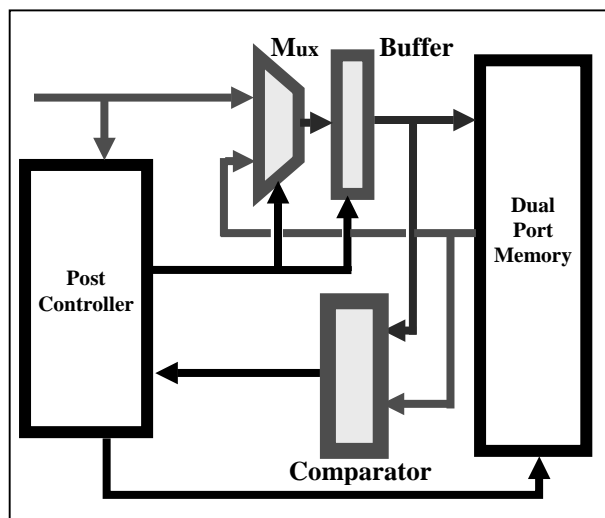 Mux
Buffer
Dual
Port
Memory
Post
Controller
Comparator